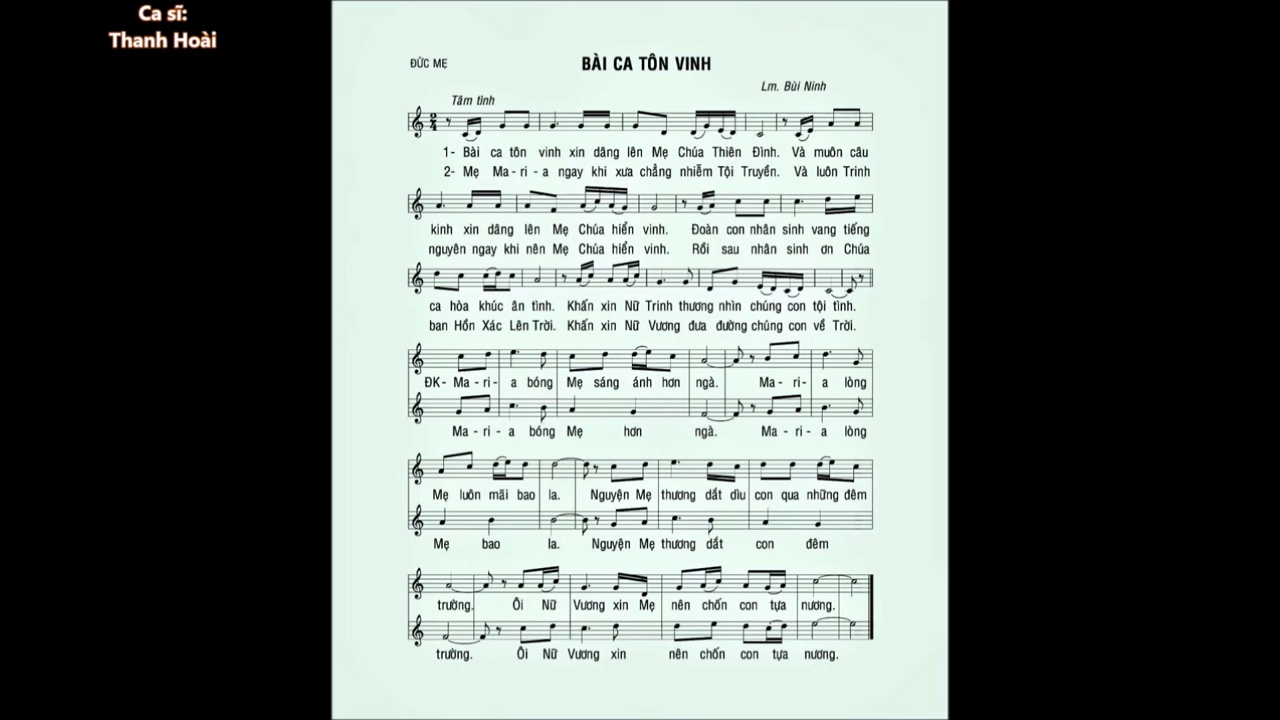 Ca sĩ:
Thanh Hoài
BÀI CA TÔN VINH
ĐỨC MẸ
Lm. Bùi Ninh
Tâm tình
1- Bài ca tôn vinh xin dâng lên Mẹ Chúa Thiên Đình. Và muôn câu
2- Mẹ Ma - ri - a ngay khi xưa chẳng nhiễm Tội Truyền. Và luôn Trinh
kinh xin dâng lên Mẹ Chúa hiển vinh. Đoàn con nhân sinh vang tiếng
nguyên ngay khi nên Mẹ Chúa hiển vinh. Rồi sau nhân sinh ơn Chúa
ca hòa khúc ân tình. Khấn xin Nữ Trinh thương nhìn chúng con tội tình.
ban Hồn Xác Lên Trời. Khấn xin Nữ Vương đưa đường chúng con về Trời.
ĐK- Ma - ri - a bóng Mẹ sáng ánh hơn ngà. Ma - ri - a lòng
Ma - ri - a bóng Mẹ hơn ngà. Ma - ri - a lòng
Mẹ luôn mãi bao la. Nguyện Mẹ thương dắt dìu con qua những đêm
Mẹ bao la. Nguyện Mẹ thương dắt con đêm
trường. Ôi Nữ Vương xin Mẹ nên chốn con tựa nương.
trường. Ôi Nữ Vương xin nên chốn con tựa nương.